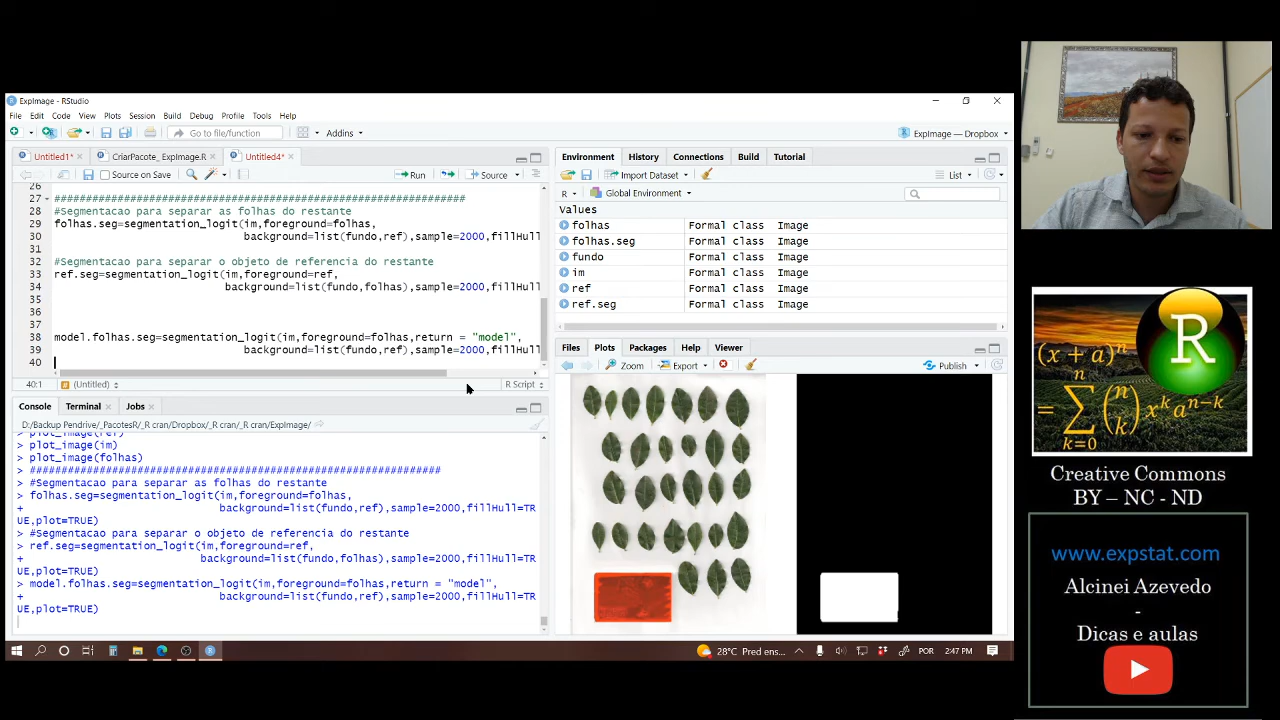 ExpImage - RStudio
File Edit Code View Plots Session Build Debug Profile Tools Help
Go to file/function
Addins
ExpImage — Dropbox
Untitled1*
CriarPacote_ ExpImage.R
Untitled4*
Source on Save
Run
Source
26
27 #################################################################
28 #Segmentacao para separar as folhas do restante
29 folhas.seg=segmentation_logit(im,foreground=folhas,
30 background=list(fundo,ref),sample=2000,fillHull
31
32 #Segmentacao para separar o objeto de referencia do restante
33 ref.seg=segmentation_logit(im,foreground=ref,
34 background=list(fundo,folhas),sample=2000,fillHull
35
36
37
38 model.folhas.seg=segmentation_logit(im,foreground=folhas,return = "model",
39 background=list(fundo,ref),sample=2000,fillHull
40
40:1 (Untitled) R Script
Console Terminal Jobs
D:/Backup Pendrive/_PacotesR/_R cran/Dropbox/_R cran/_R cran/ExpImage/
> plot_image(ref)
> plot_image(im)
> plot_image(folhas)
> #################################################################
> #Segmentacao para separar as folhas do restante
> folhas.seg=segmentation_logit(im,foreground=folhas,
+ background=list(fundo,ref),sample=2000,fillHull=TR
UE,plot=TRUE)
> #Segmentacao para separar o objeto de referencia do restante
> ref.seg=segmentation_logit(im,foreground=ref,
+ background=list(fundo,folhas),sample=2000,fillHull=TR
UE,plot=TRUE)
> model.folhas.seg=segmentation_logit(im,foreground=folhas,return = "model",
+ background=list(fundo,ref),sample=2000,fillHull=TR
UE,plot=TRUE)
Environment History Connections Build Tutorial
Import Dataset
List
R Global Environment
Values
folhas Formal class Image
folhas.seg Formal class Image
fundo Formal class Image
im Formal class Image
ref Formal class Image
ref.seg Formal class Image
Files Plots Packages Help Viewer
Zoom Export Publish
28°C Pred ens...
POR
2:47 PM
R
(x + a)^n
= ∑ n k=0 (n k) x^k a^n−k
Creative Commons
BY – NC - ND
www.expstat.com
Alcinei Azevedo
-
Dicas e aulas